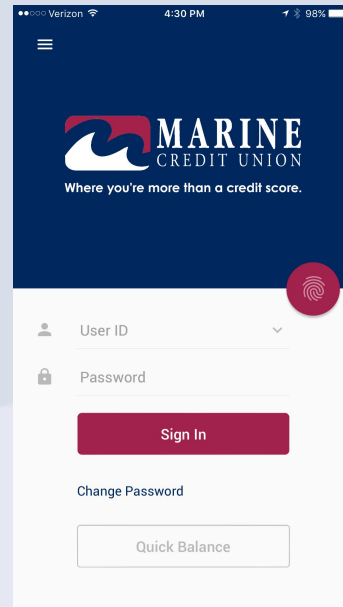 Verizon 4:30 PM 98%
MARINE
CREDIT UNION
Where you're more than a credit score.
User ID
Password
Sign In
Change Password
Quick Balance